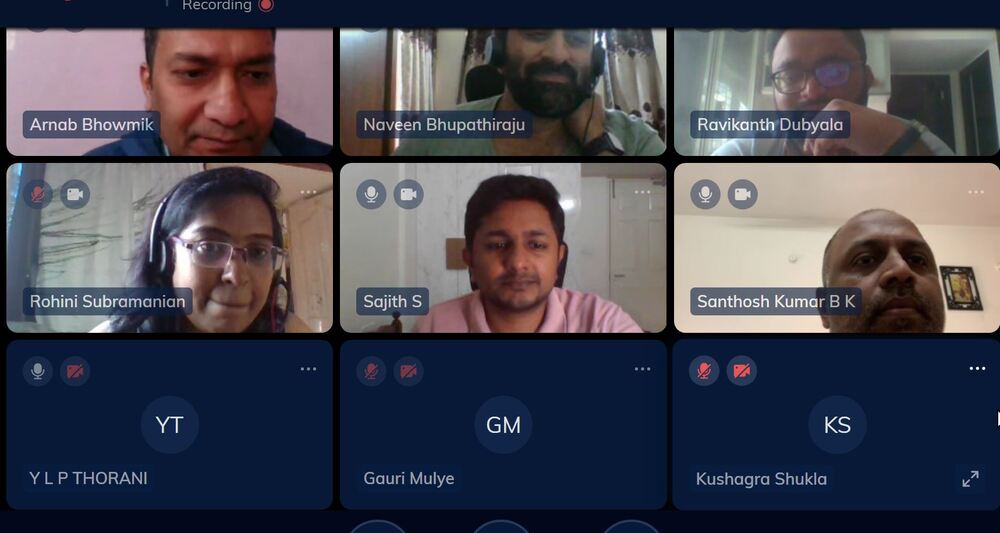 Recording
Arnab Bhowmik
Naveen Bhupathiraju
Ravikanth Dubyala
Rohini Subramanian
Sajith S
Santhosh Kumar B K
YT
GM
KS
Y L P THORANI
Gauri Mulye
Kushagra Shukla